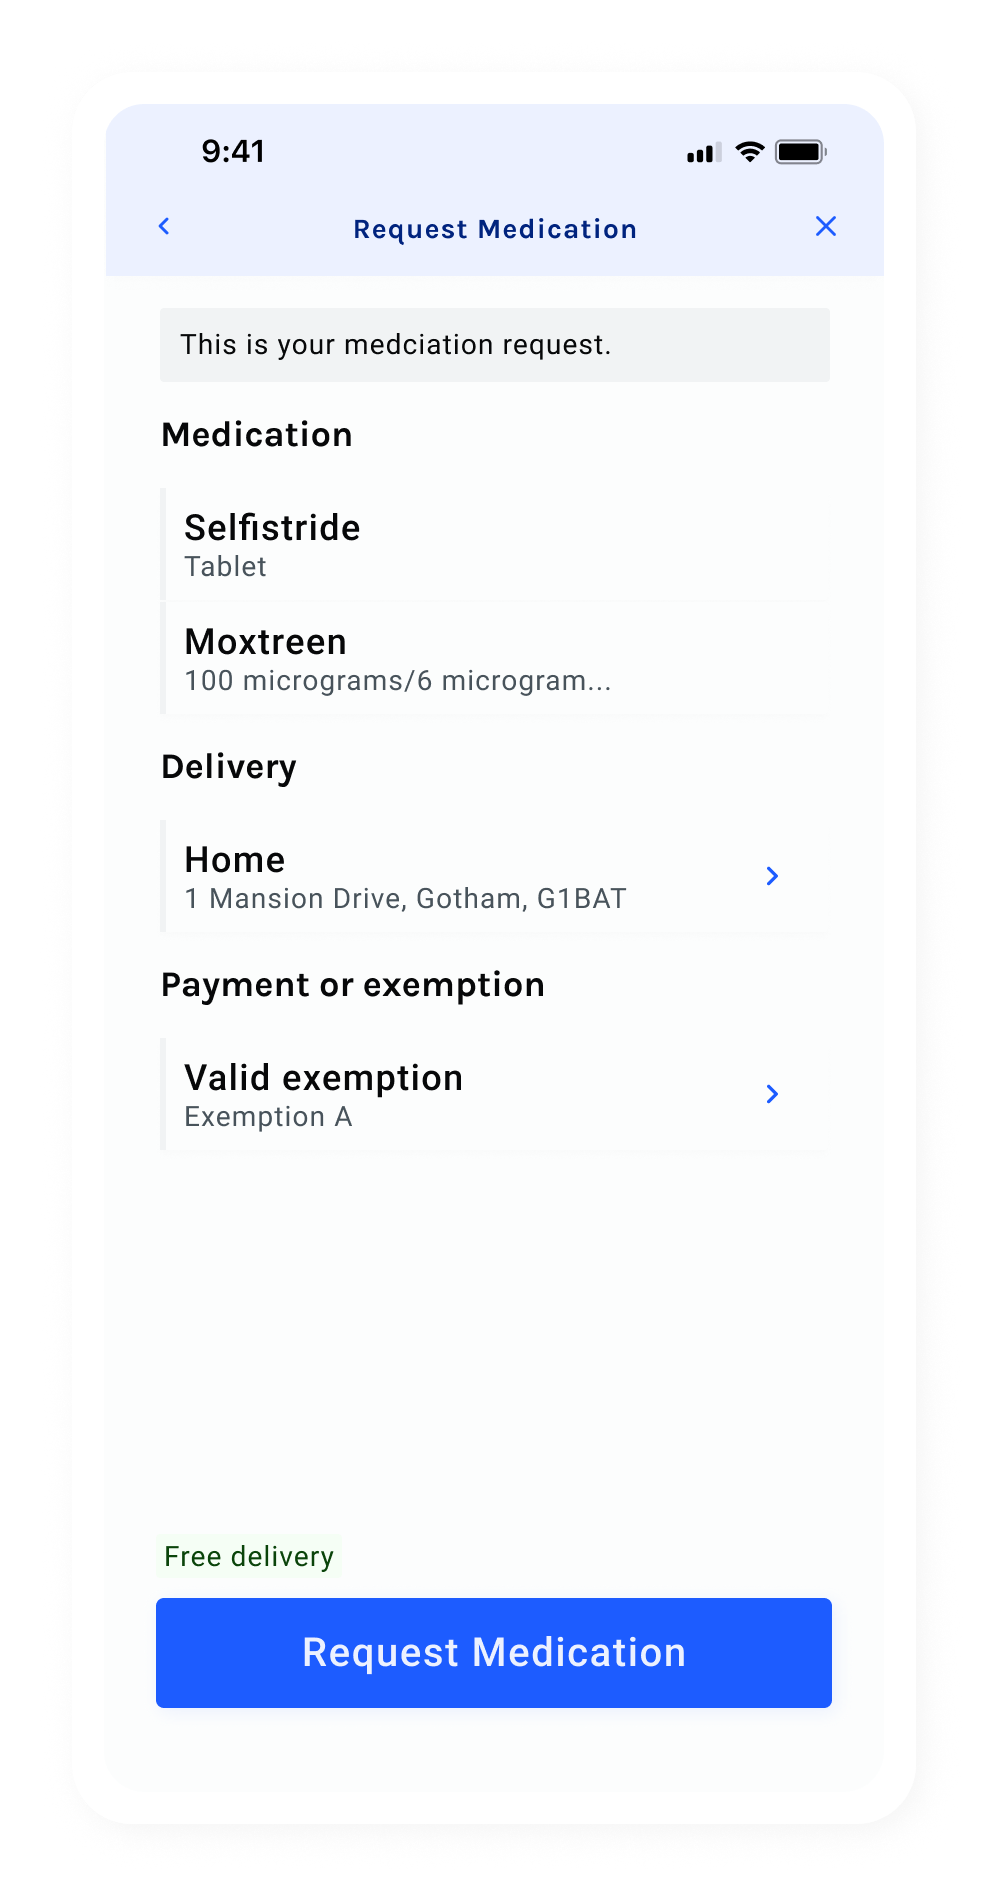 9:41
Request Medication
This is your medciation request.
Medication
Selfistride
Tablet
Moxtreen
100 micrograms/6 microgram...
Delivery
Home
1 Mansion Drive, Gotham, G1BAT
Payment or exemption
Valid exemption
Exemption A
Free delivery
Request Medication